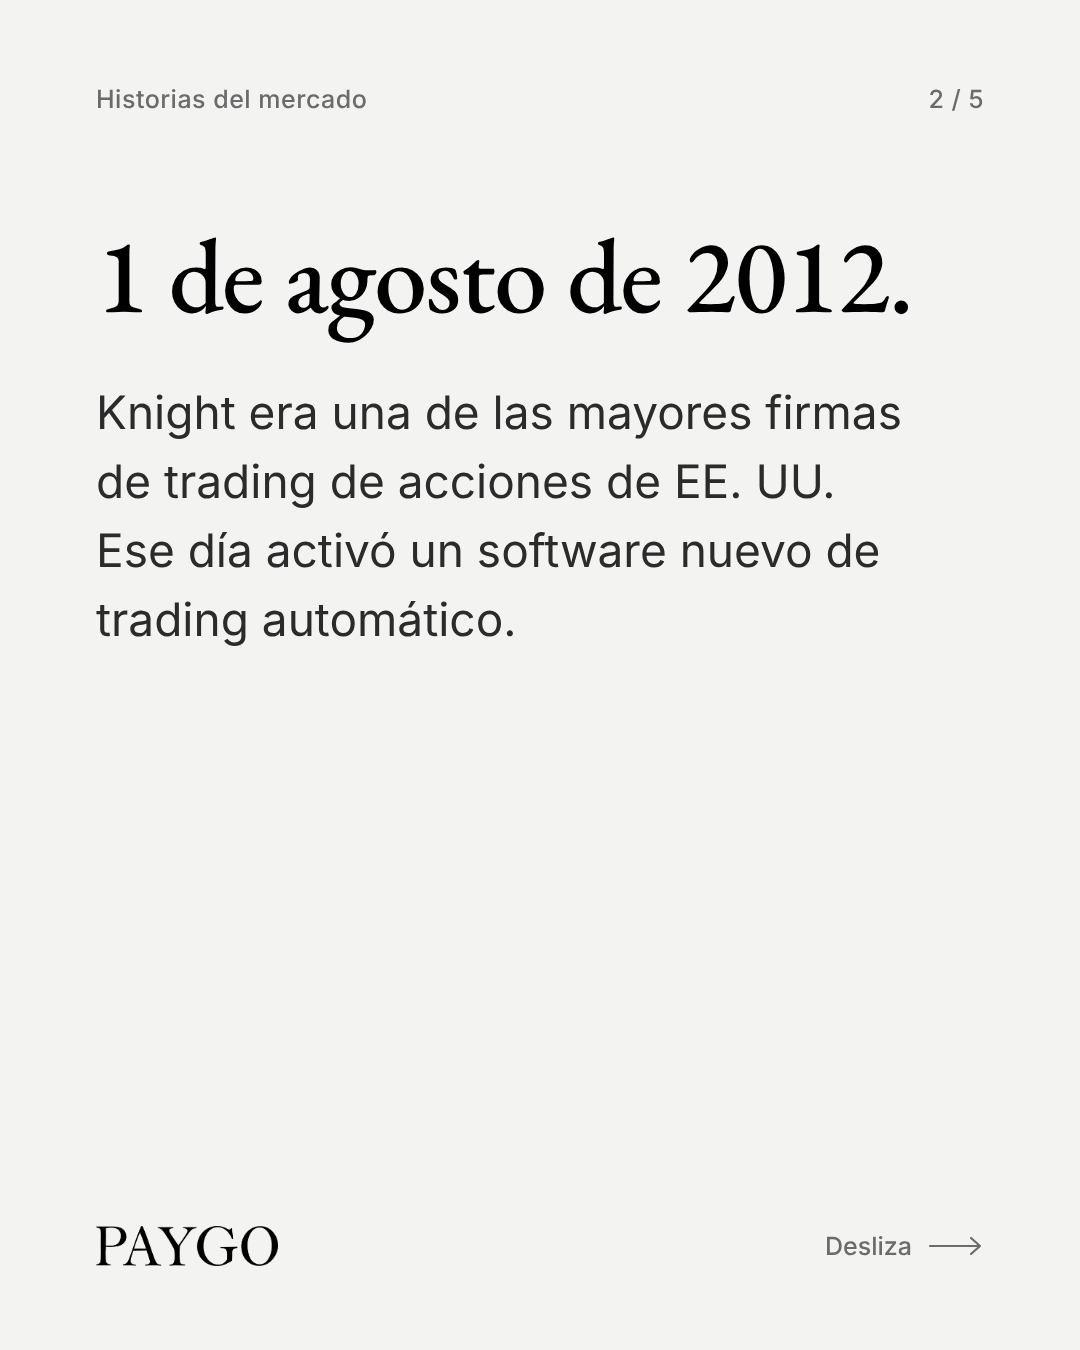 Historias del mercado
2 / 5
1 de agosto de 2012.
Knight era una de las mayores firmas
de trading de acciones de EE. UU.
Ese día activó un software nuevo de
trading automático.
PAYGO
Desliza